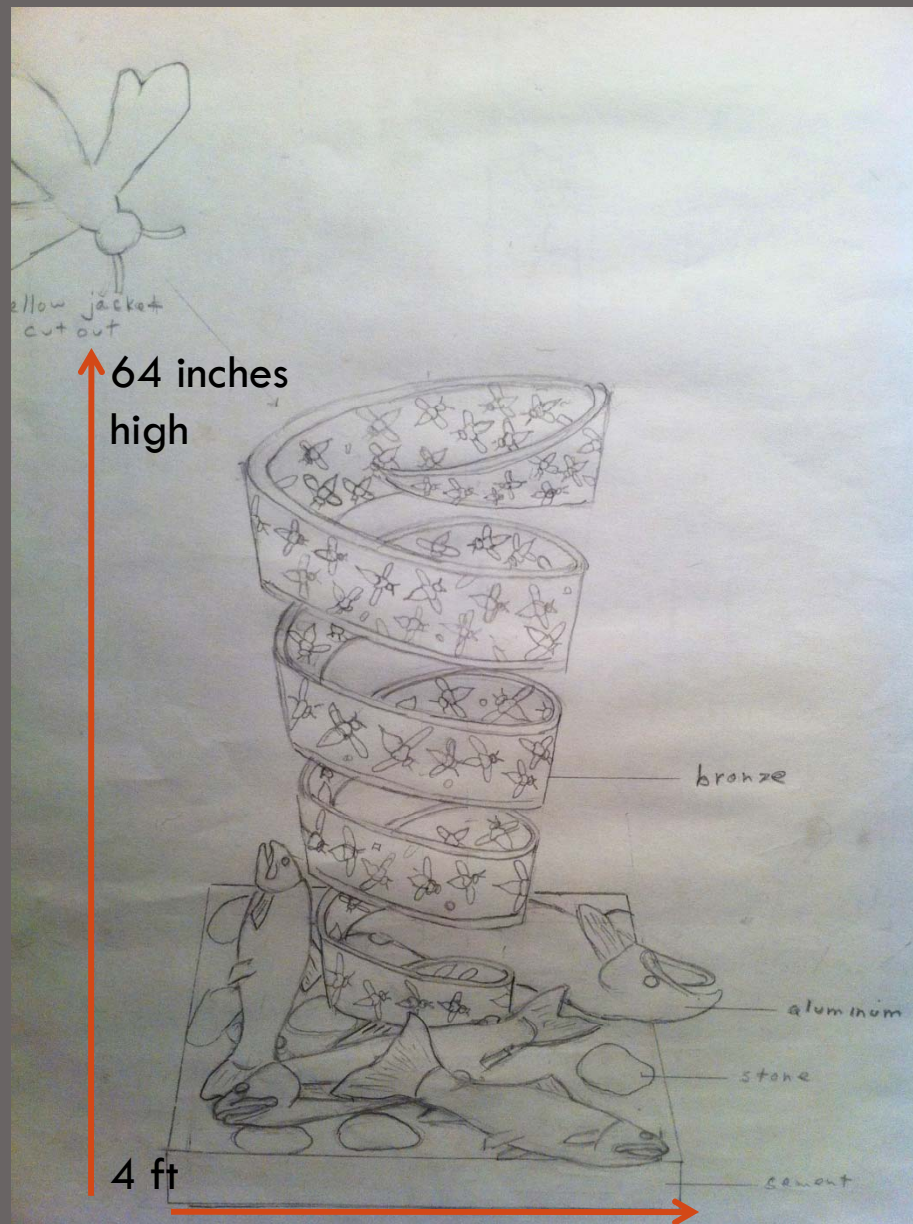 ellow jacket
cut out
64 inches
high
bronze
aluminum
stone
4 ft
cement